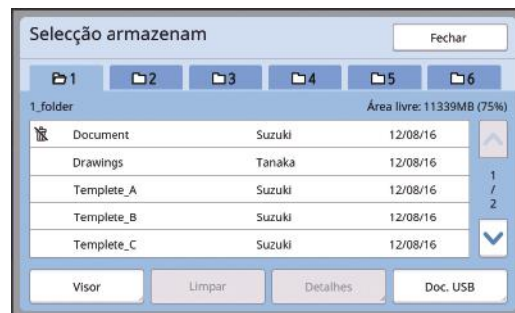 Selecção armazenam
Fechar
1 2 3 4 5 6
1_folder Área livre: 11339MB (75%)
Document Suzuki 12/08/16
Drawings Tanaka 12/08/16
Templete_A Suzuki 12/08/16
Templete_B Suzuki 12/08/16
Templete_C Suzuki 12/08/16
1
/
2
Visor Limpar Detalhes Doc. USB